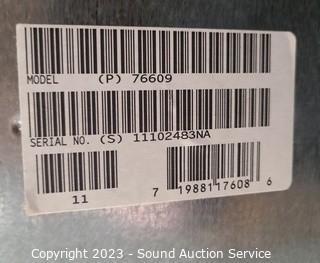 MODEL (P) 76609
SERIAL NO. (S) 11102483NA
11
7 19881 17608 6
Copyright 2023 - Sound Auction Service